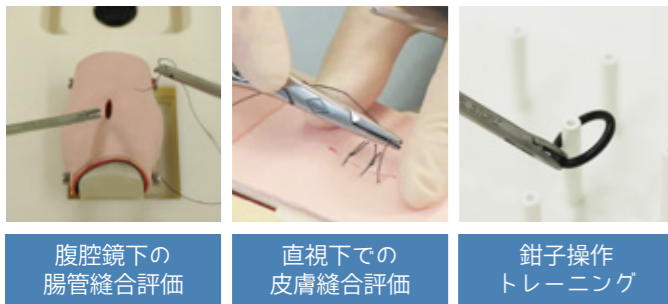 腹腔鏡下の
腸管縫合評価
直視下での
皮膚縫合評価
鉗子操作
トレーニング